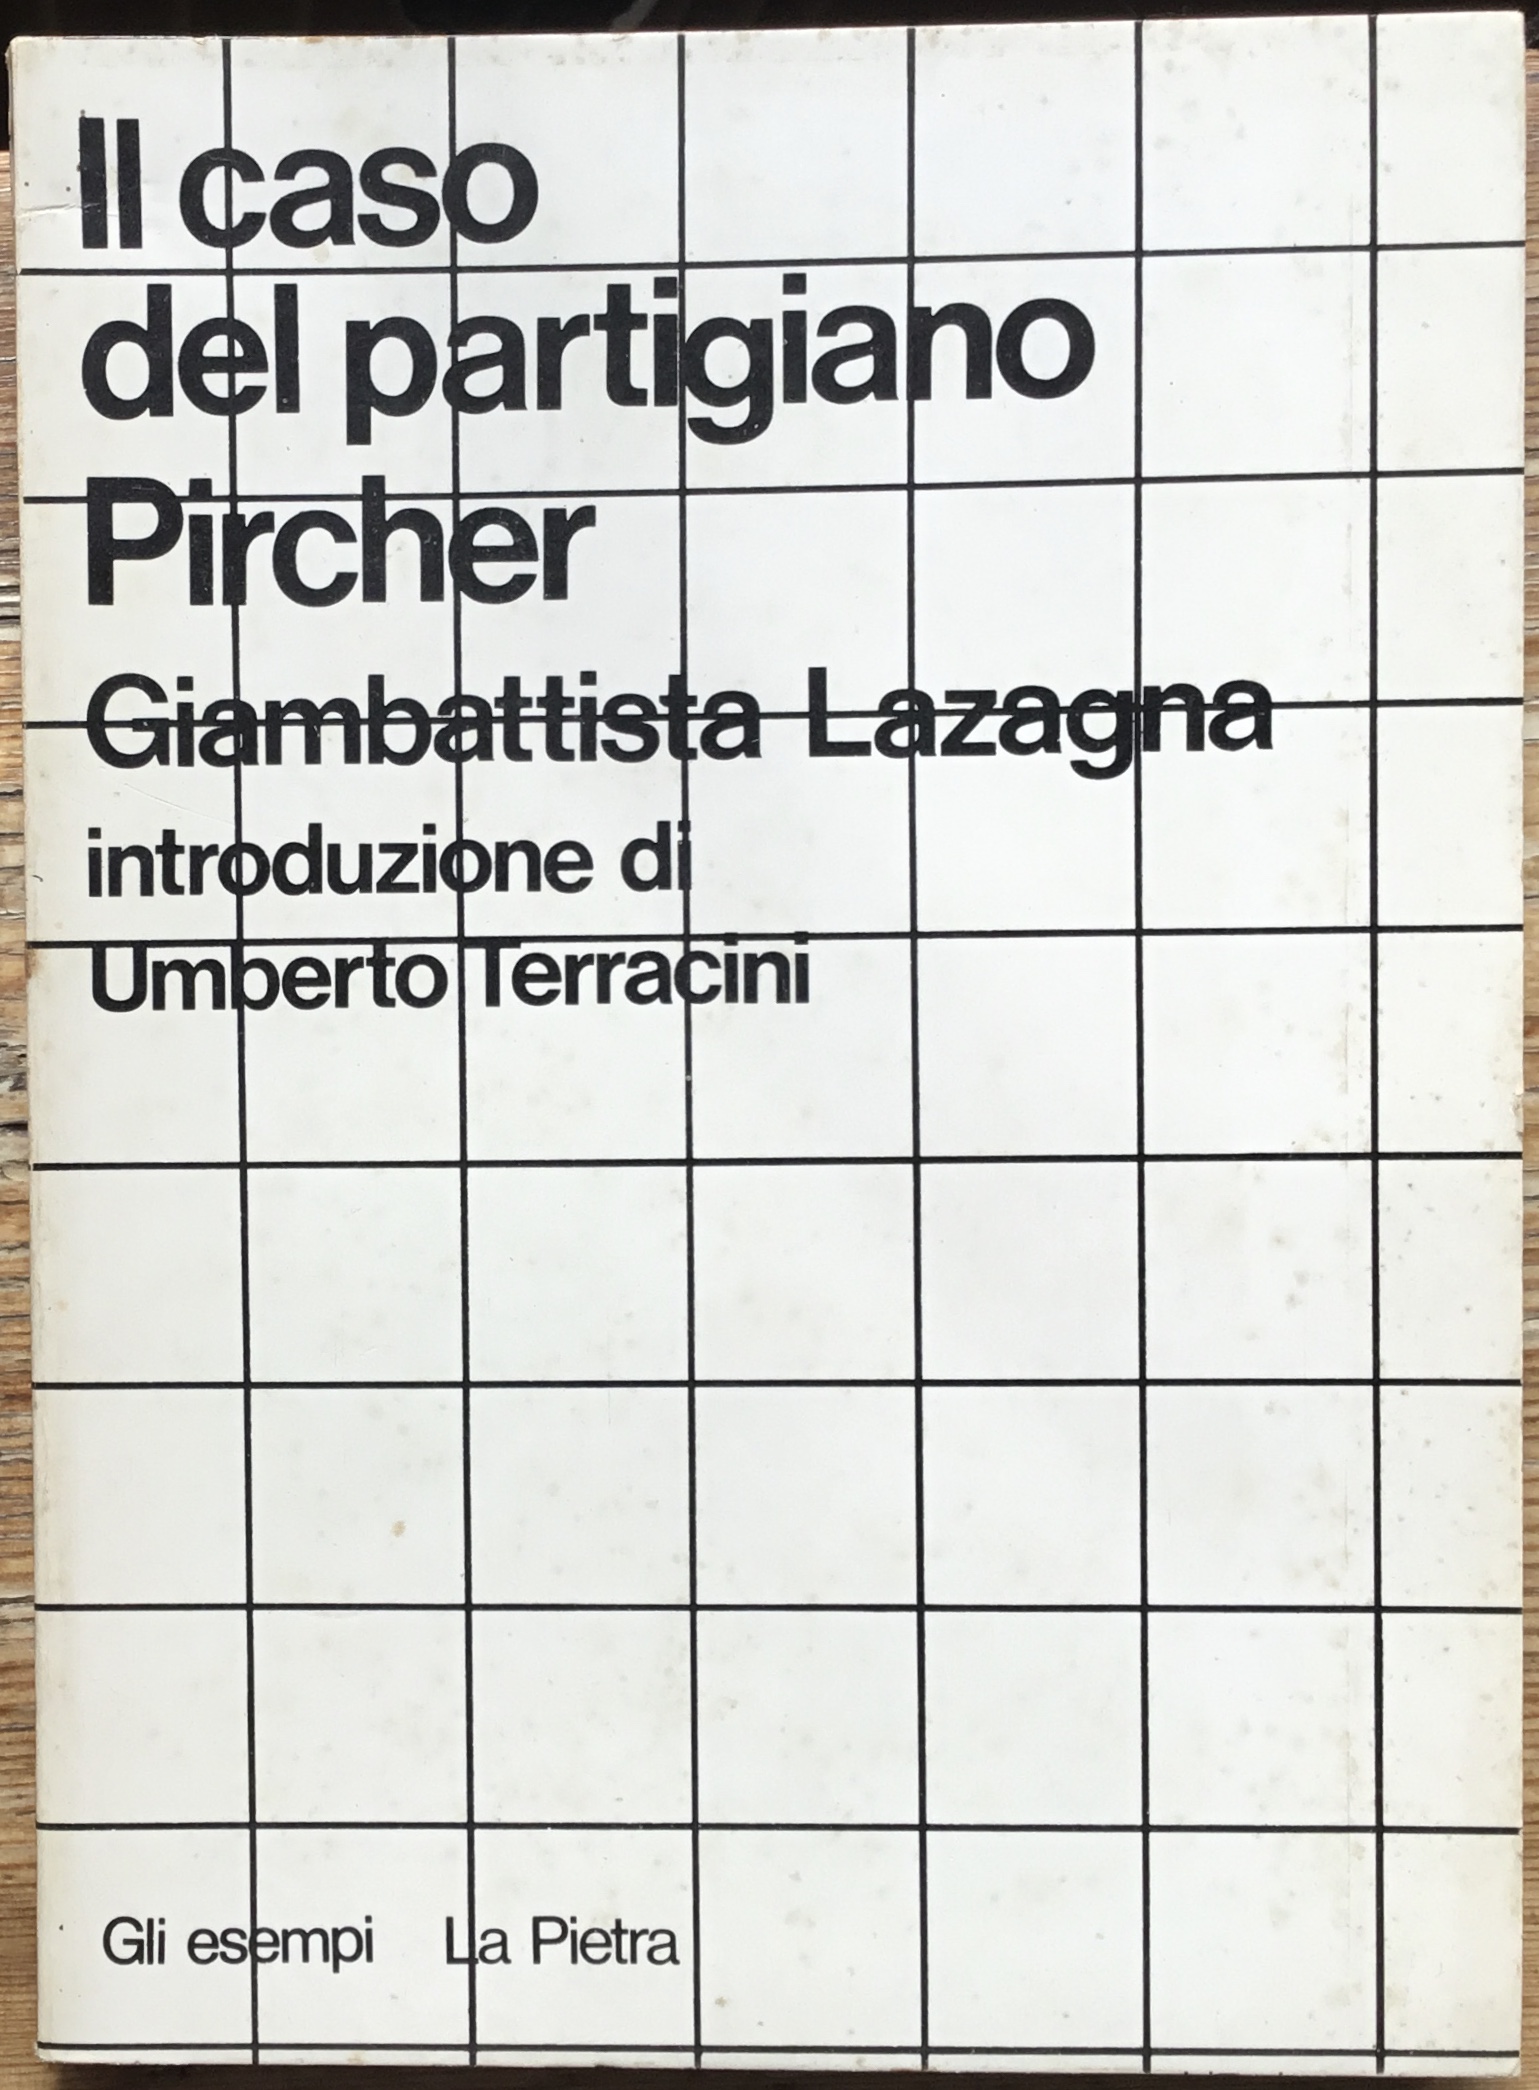 Il caso
del partigiano
Pircher
Giambattista Lazagna
introduzione di
Umberto Terracini
Gli esempi La Pietra